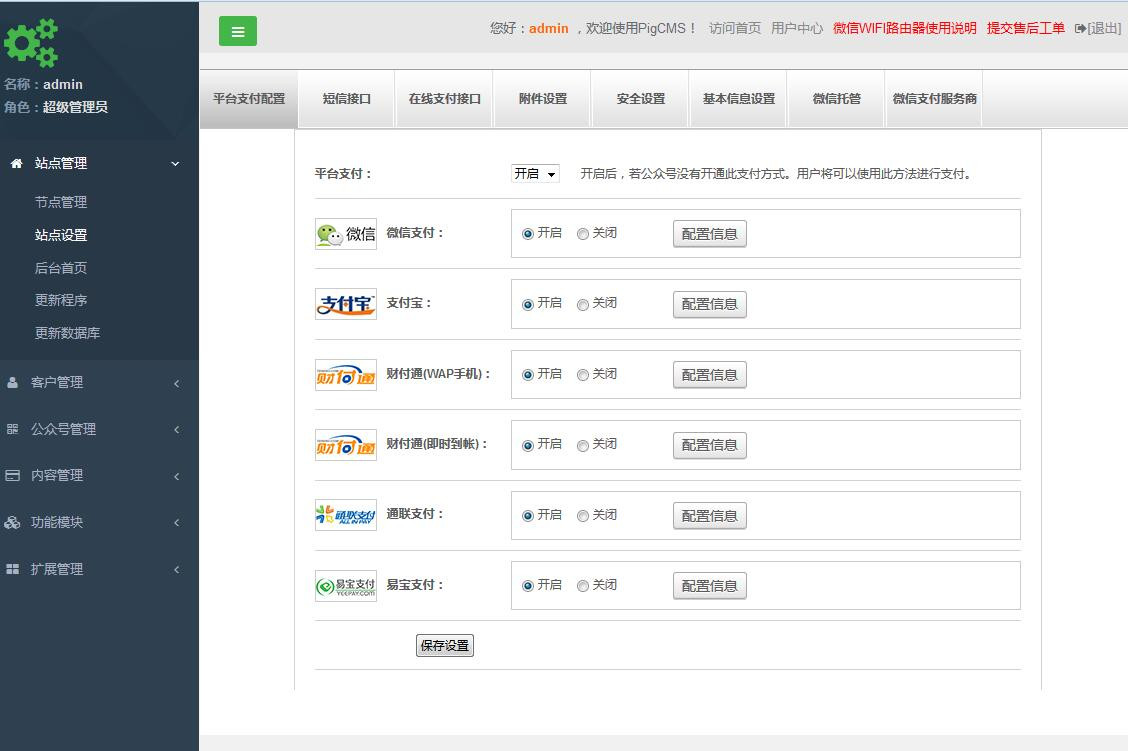 您好：admin ，欢迎使用PigCMS！ 访问首页 用户中心 微信WIFI路由器使用说明 提交售后工单 [退出]
名称：admin
角色：超级管理员
站点管理
节点管理
站点设置
后台首页
更新程序
更新数据库
客户管理
公众号管理
内容管理
功能模块
扩展管理
平台支付配置 短信接口 在线支付接口 附件设置 安全设置 基本信息设置 微信托管 微信支付服务商
平台支付： 开启 开启后，若公众号没有开通此支付方式。用户将可以使用此方法进行支付。
微信 微信支付： 开启 关闭 配置信息
支付宝 支付宝： 开启 关闭 配置信息
财付通 财付通(WAP手机)： 开启 关闭 配置信息
财付通 财付通(即时到帐)： 开启 关闭 配置信息
通联支付 ALLINPAY 通联支付： 开启 关闭 配置信息
易宝支付 YEEPAY.COM 易宝支付： 开启 关闭 配置信息
保存设置